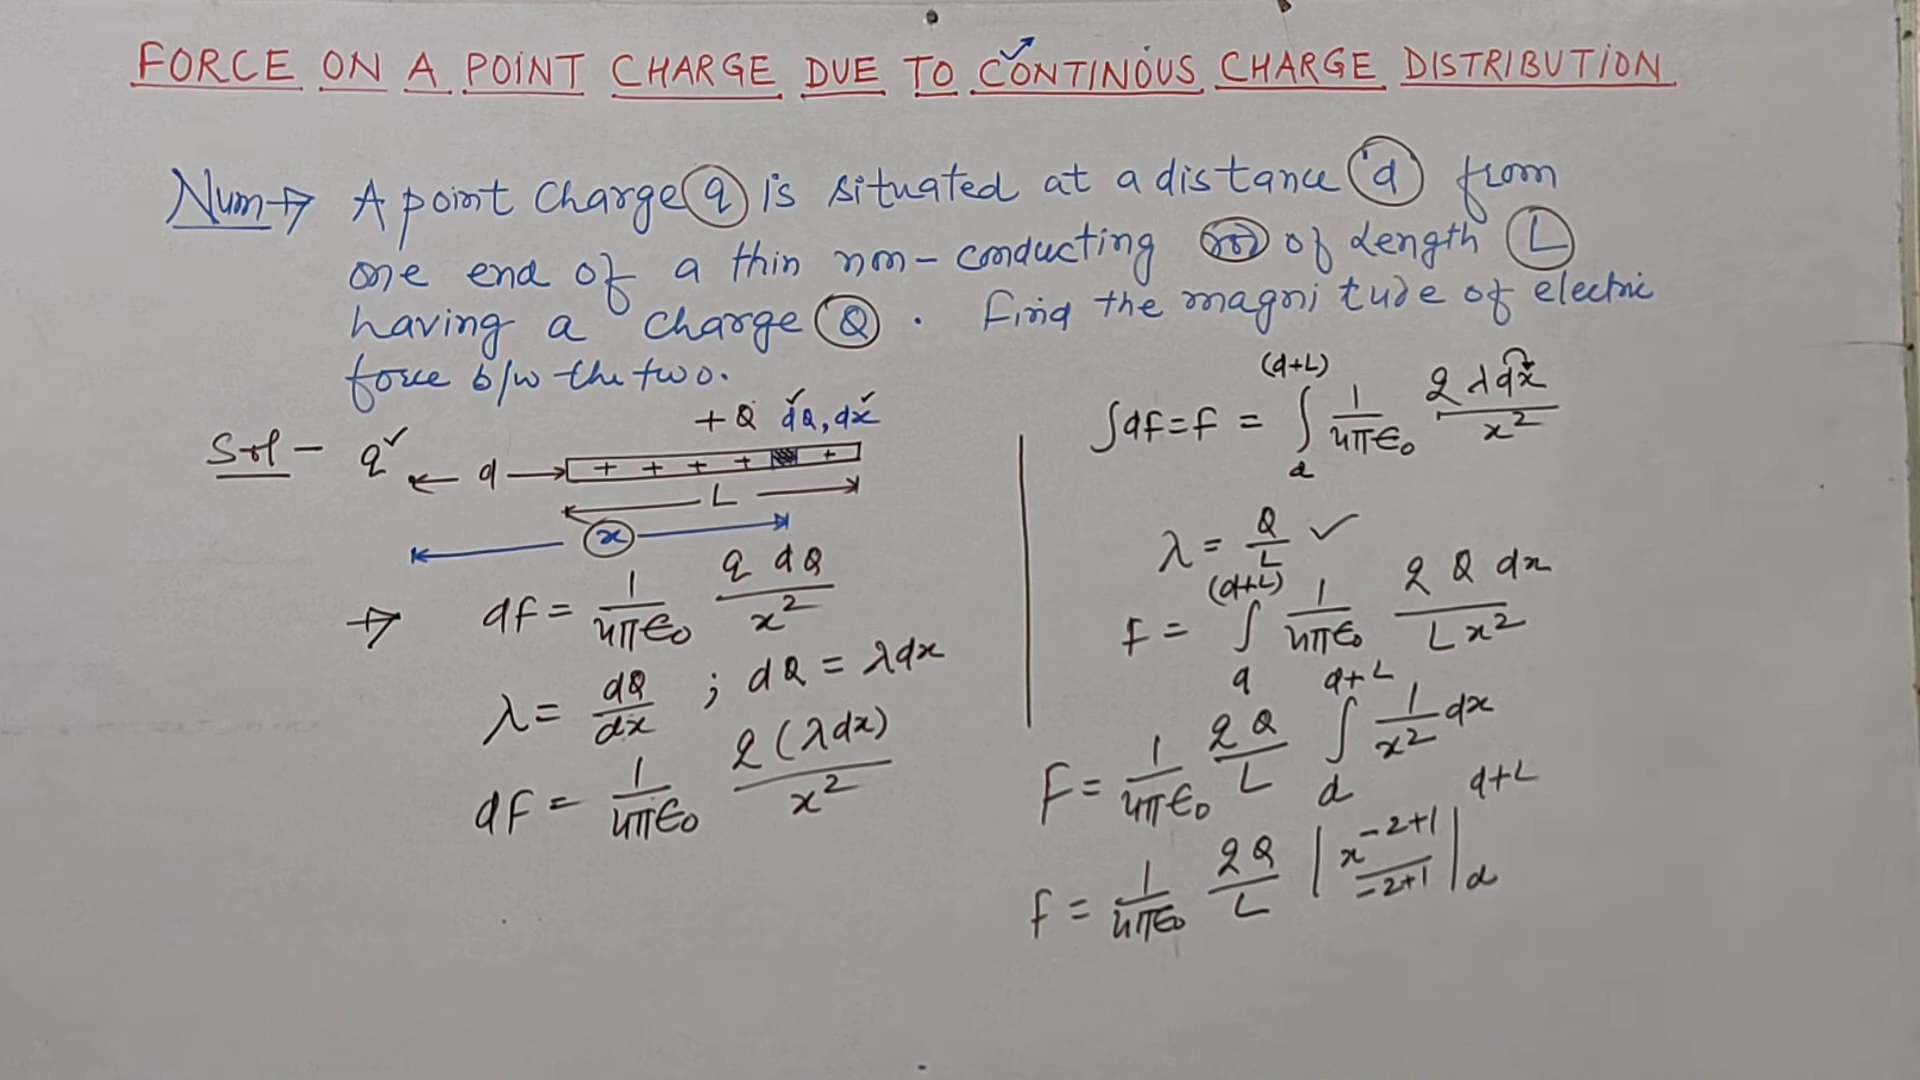 FORCE ON A POINT CHARGE DUE TO CONTINOUS CHARGE DISTRIBUTION
Num→ A point Charge q is situated at a distance 'd' from
one end of a thin non-conducting rod of Length L
having a charge Q. Find the magnitude of electric
force b/w the two.
Sol - q ← d → + + + + + +Q dQ, dx
L
x
→ dF = 1/4πϵ₀ q dQ/x²
λ = dQ/dx ; dQ = λdx
dF = 1/4πϵ₀ q(λdx)/x²
∫dF = F = ∫_d^(d+L) 1/4πϵ₀ qλdx/x²
λ = Q/L ✓
F = ∫_d^(d+L) 1/4πϵ₀ q Q dx/L x²
F = 1/4πϵ₀ qQ/L ∫_d^d+L 1/x² dx
F = 1/4πϵ₀ qQ/L |x^-2+1/-2+1|_d^d+L